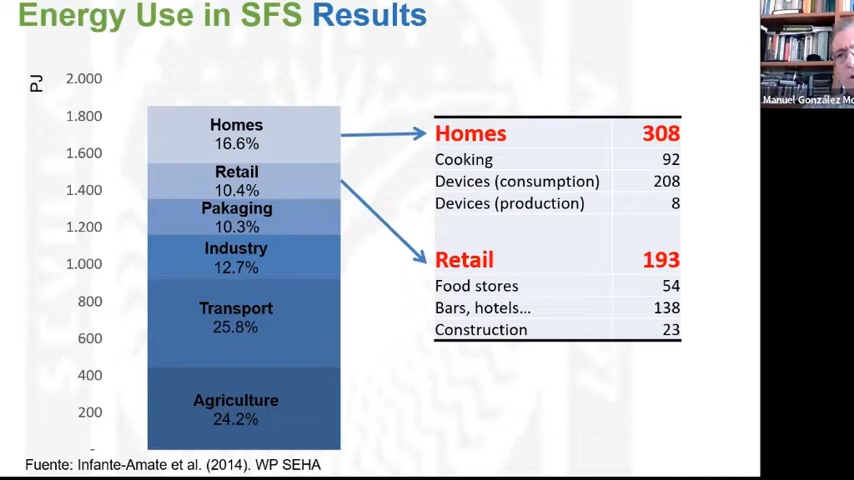 Energy Use in SFS Results
PJ
2.000
1.800
1.600
1.400
1.200
1.000
800
600
400
200
-
Homes
16.6%
Retail
10.4%
Pakaging
10.3%
Industry
12.7%
Transport
25.8%
Agriculture
24.2%
Homes 308
Cooking 92
Devices (consumption) 208
Devices (production) 8
Retail 193
Food stores 54
Bars, hotels... 138
Construction 23
Fuente: Infante-Amate et al. (2014). WP SEHA
Manuel González Mo